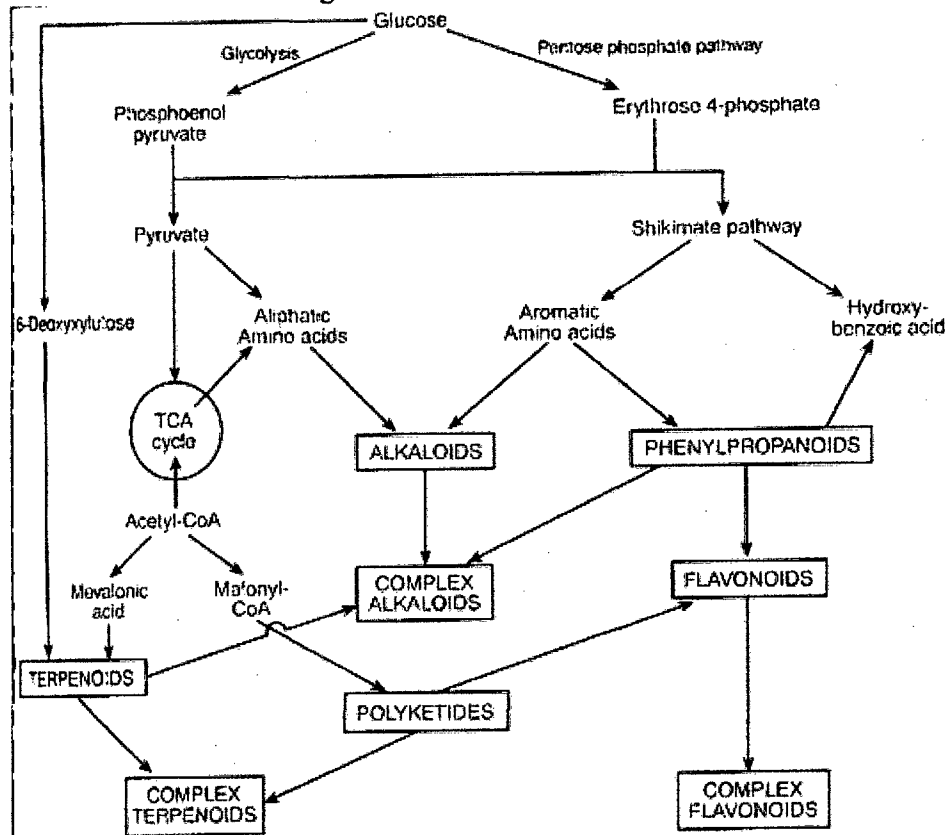 Glucose
Glycolysis
Pentose phosphate pathway
Phosphoenol
pyruvate
Erythrose 4-phosphate
Pyruvate
Shikimate pathway
6-Deoxyxylulose
Aliphatic
Amino acids
Aromatic
Amino acids
Hydroxy-
benzoic acid
TCA
cycle
ALKALOIDS
PHENYLPROPANOIDS
Acetyl-CoA
Mevalonic
acid
Malonyl-
CoA
COMPLEX
ALKALOIDS
FLAVONOIDS
TERPENOIDS
POLYKETIDES
COMPLEX
TERPENOIDS
COMPLEX
FLAVONOIDS